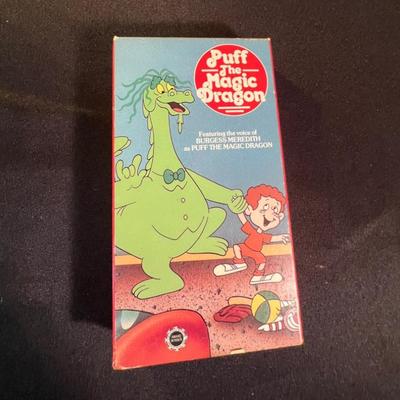 Puff
The
Magic
Dragon
Featuring the voice of
BURGESS MEREDITH
as PUFF THE MAGIC DRAGON